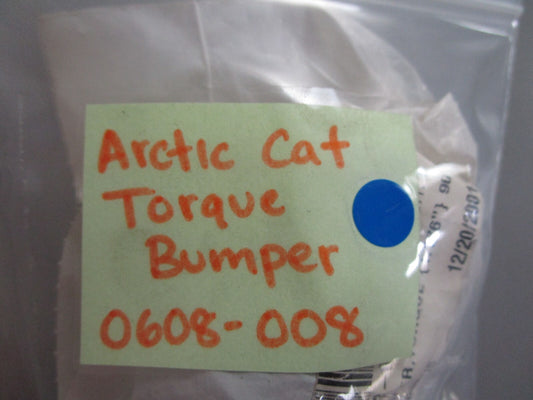 Arctic Cat
Torque
Bumper
0608-008
12/20/2001